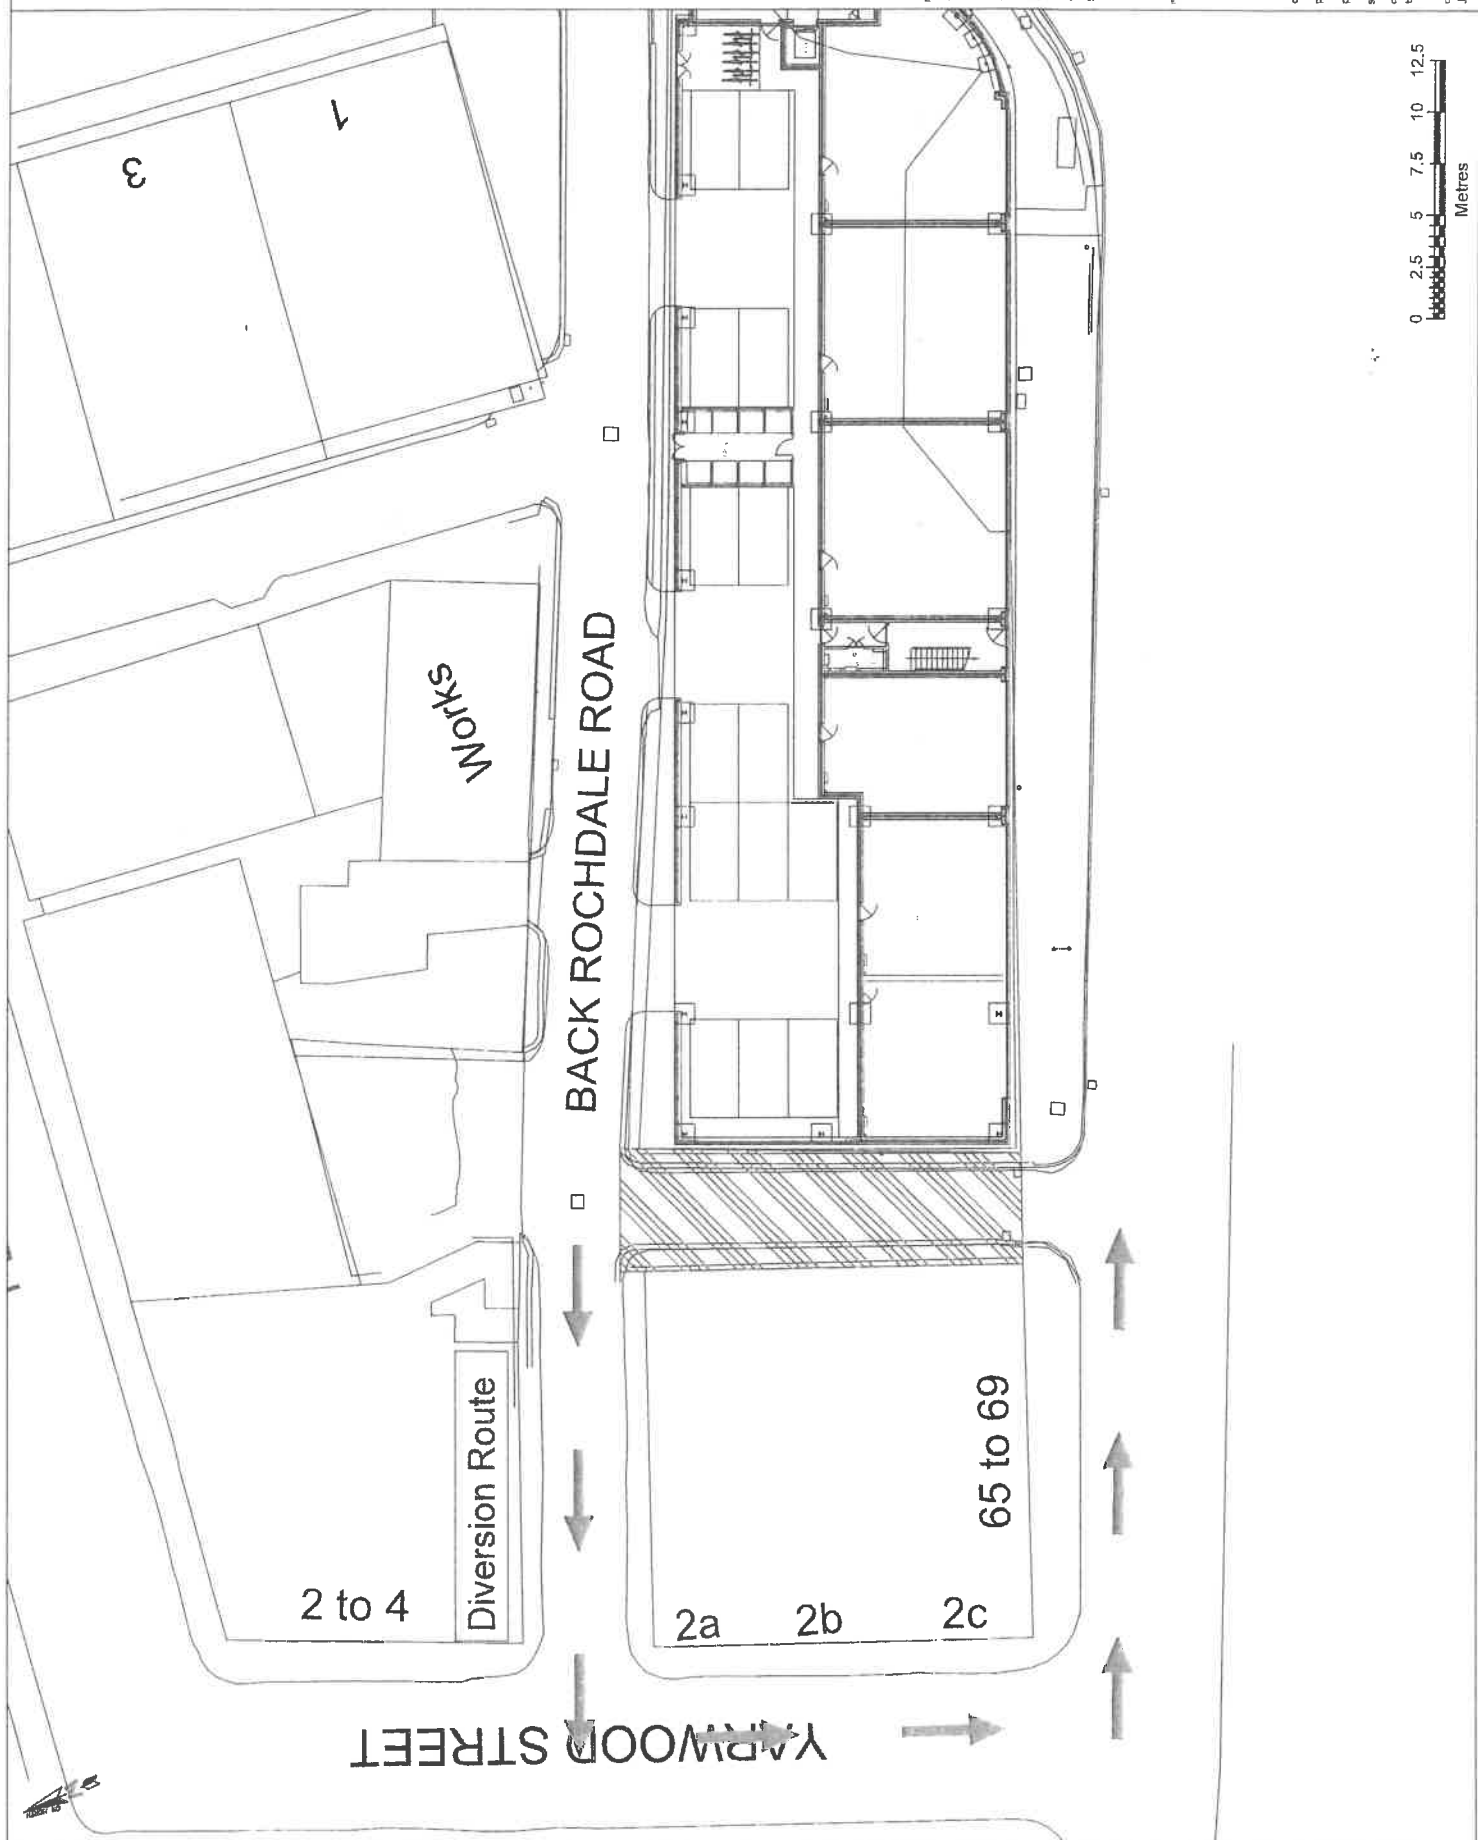 3
1
Works
BACK ROCHDALE ROAD
Diversion Route
2 to 4
2a
2b
2c
65 to 69
YARWOOD STREET
0
2.5
5
7.5
10
12.5
Metres